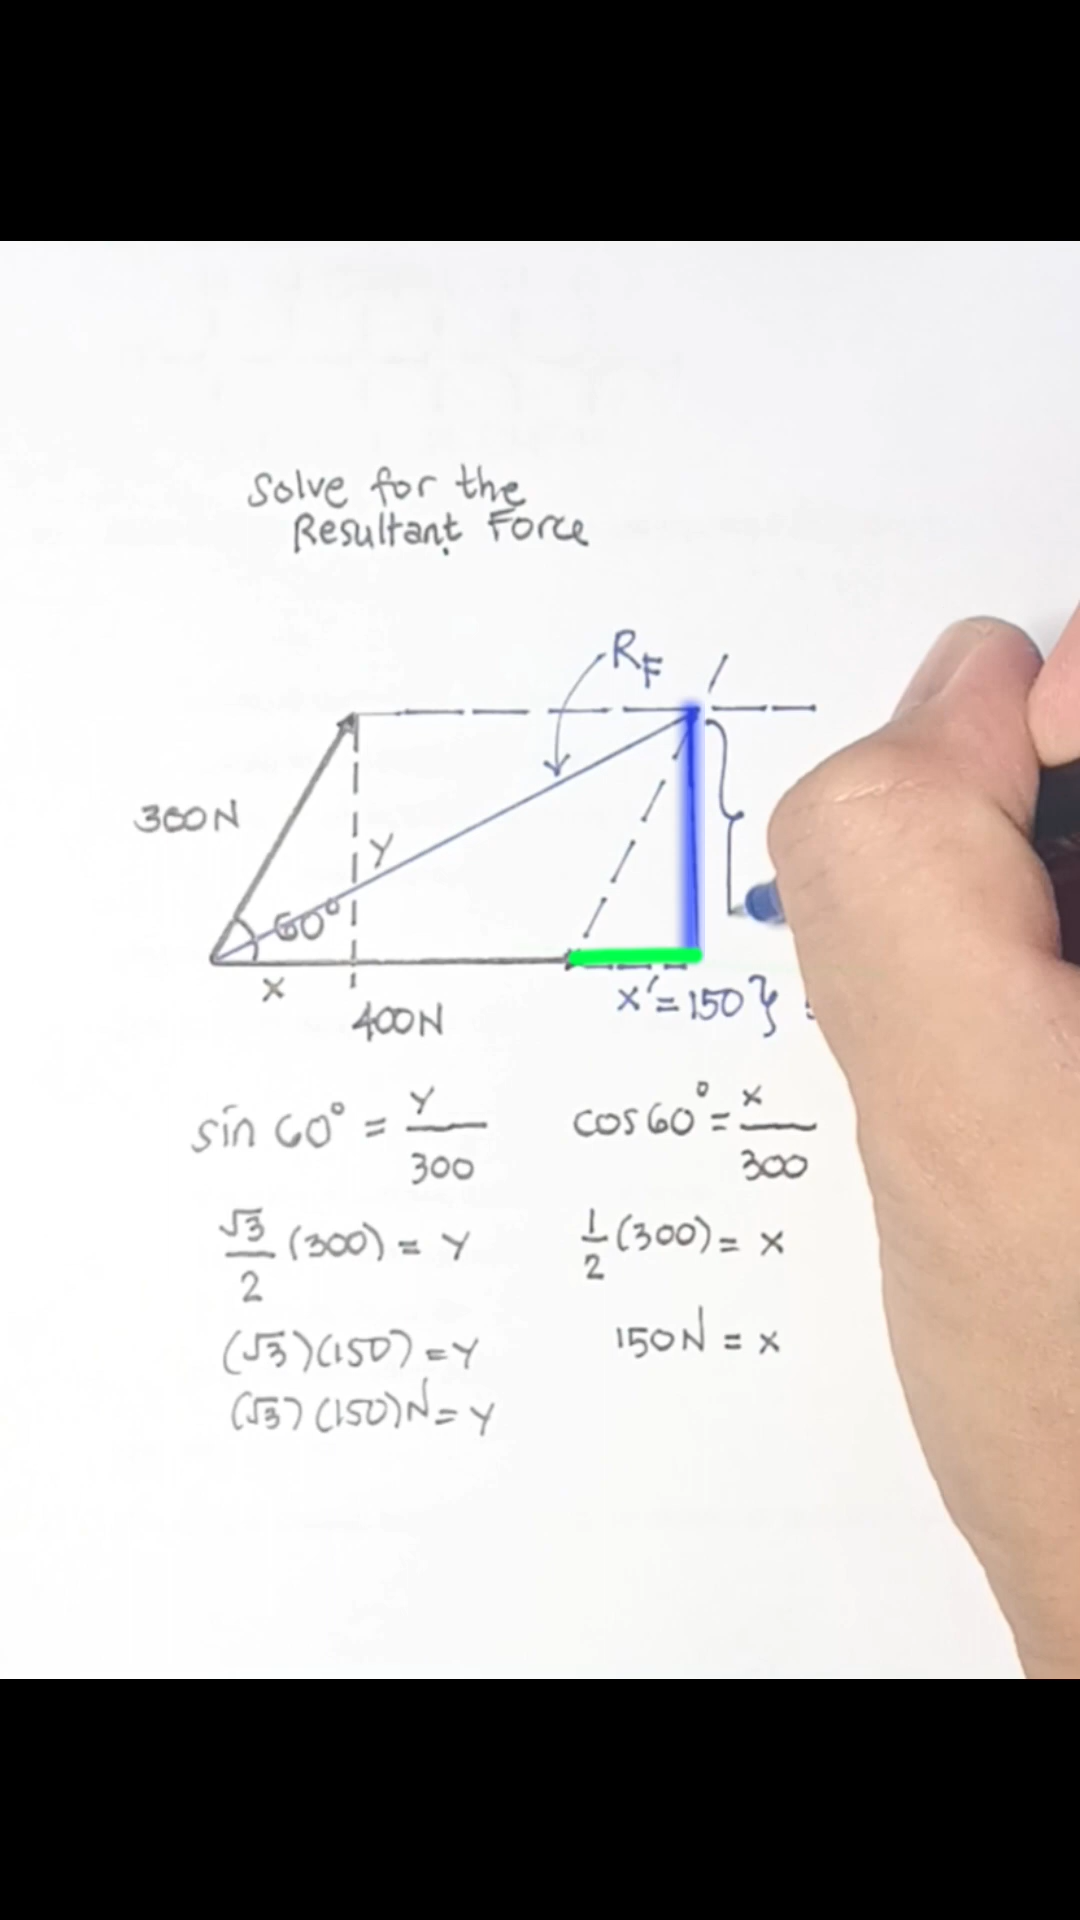 Solve for the
Resultant Force
R_F
300N
Y
60°
x
400N
x' = 150 }
sin 60° = Y/300
cos 60° = x/300
√3/2 (300) = Y
1/2 (300) = x
(√3)(150) = Y
150N = x
(√3)(150)N = Y